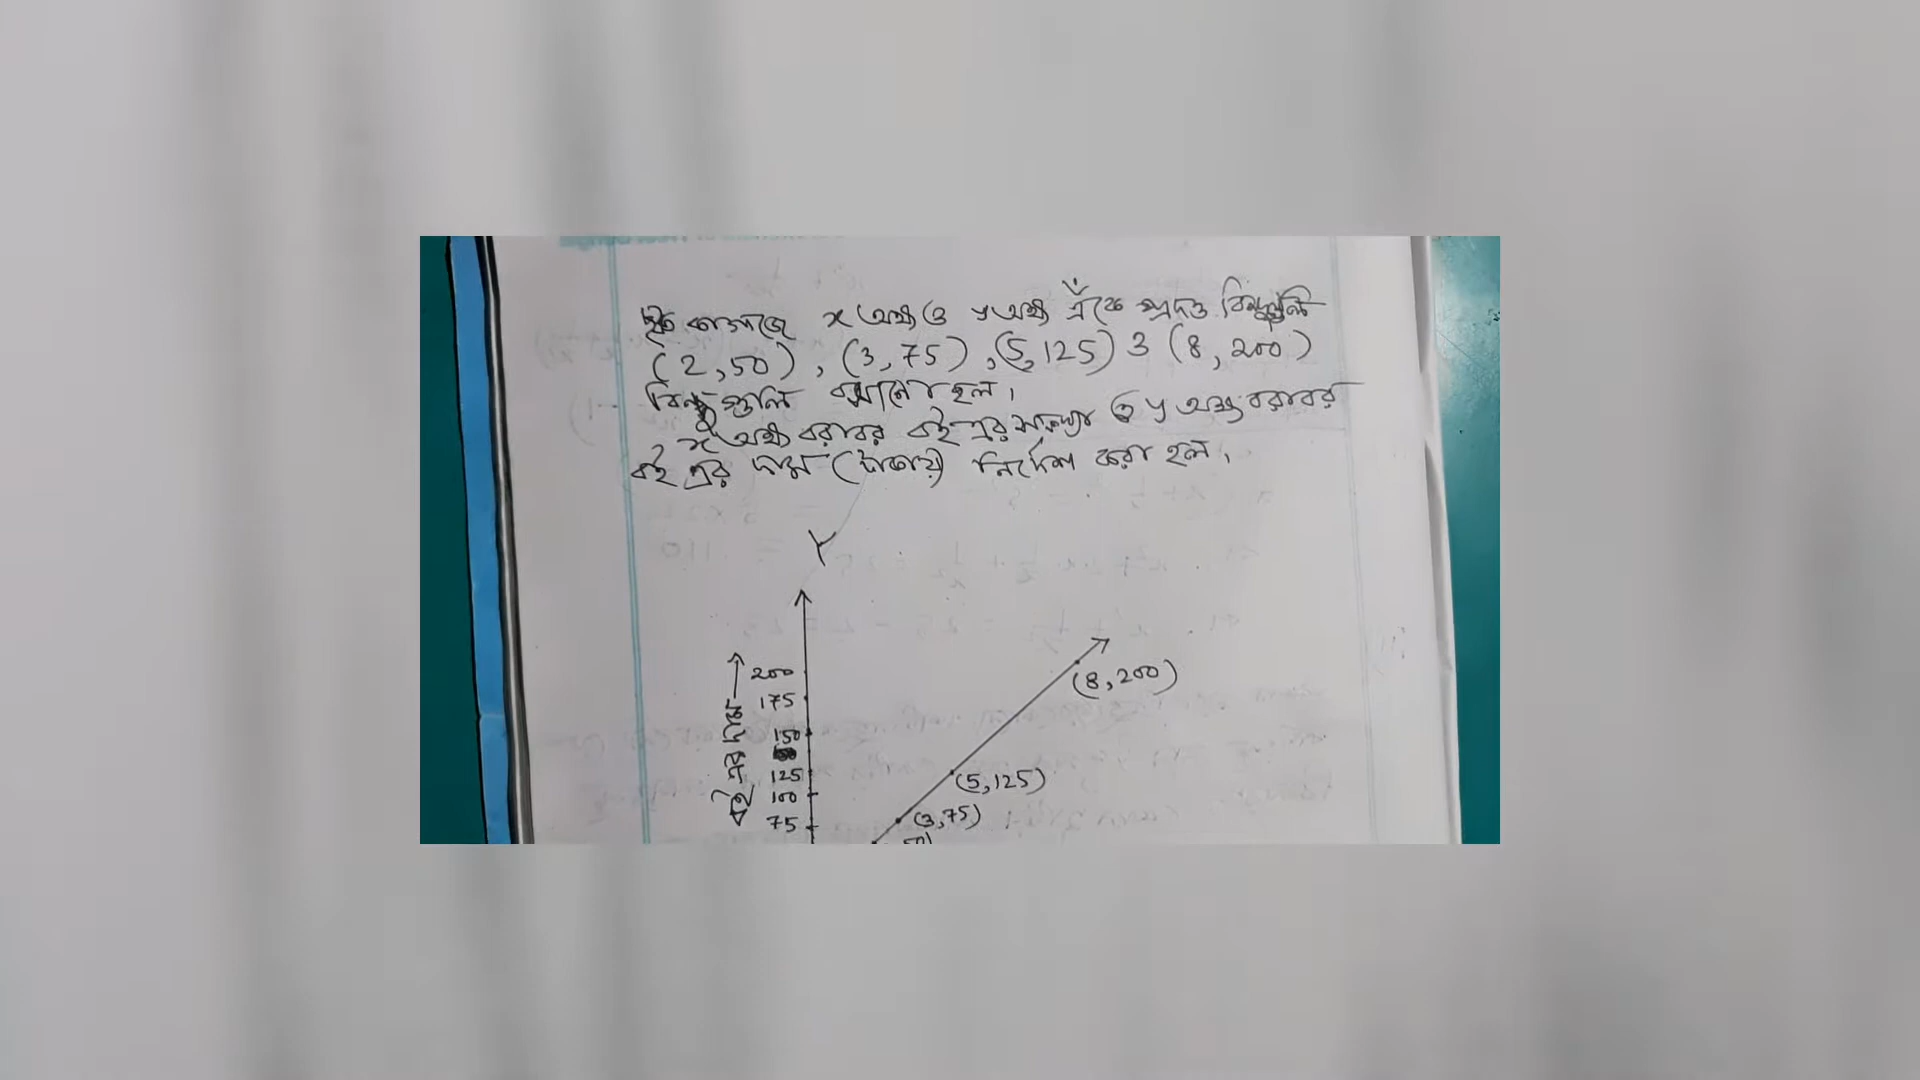 ছক কাগজে x অক্ষ ও y অক্ষ এঁকে প্রদত্ত বিন্দুগুলি
(2,50), (3,75), (5,125) ও (8, 200)
বিন্দুগুলি বসানো হল।
x অক্ষ বরাবর বই এর সংখ্যা ও y অক্ষ বরাবর
বই এর দাম (টাকায়) নির্দেশ করা হল।
Y
200
175
150
125
100
75
বই এর দাম →
(8, 200)
(5,125)
(3,75)